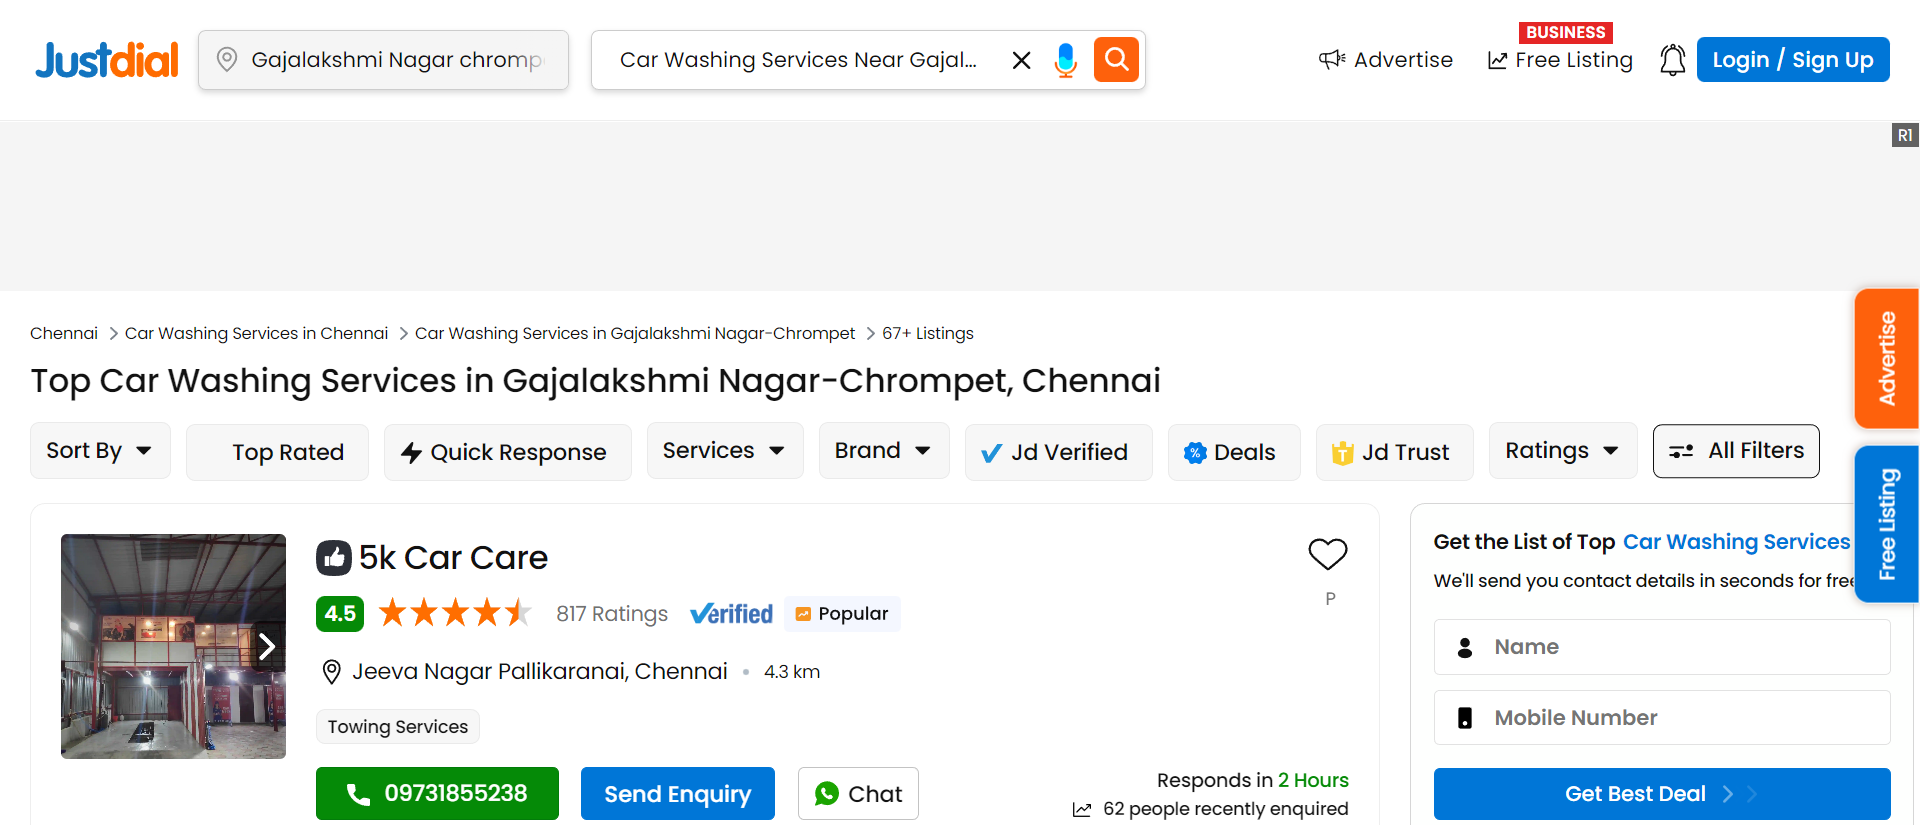 Justdial
Gajalakshmi Nagar chromp
Car Washing Services Near Gajal...
Advertise
BUSINESS
Free Listing
Login / Sign Up
R1
Advertise
Free Listing
Chennai > Car Washing Services in Chennai > Car Washing Services in Gajalakshmi Nagar-Chrompet > 67+ Listings
Top Car Washing Services in Gajalakshmi Nagar-Chrompet, Chennai
Sort By
Top Rated
Quick Response
Services
Brand
Jd Verified
Deals
Jd Trust
Ratings
All Filters
5k Car Care
4.5
817 Ratings
Verified
Popular
Jeeva Nagar Pallikaranai, Chennai • 4.3 km
Towing Services
09731855238
Send Enquiry
Chat
P
Responds in 2 Hours
62 people recently enquired
Get the List of Top Car Washing Services
We'll send you contact details in seconds for free
Name
Mobile Number
Get Best Deal